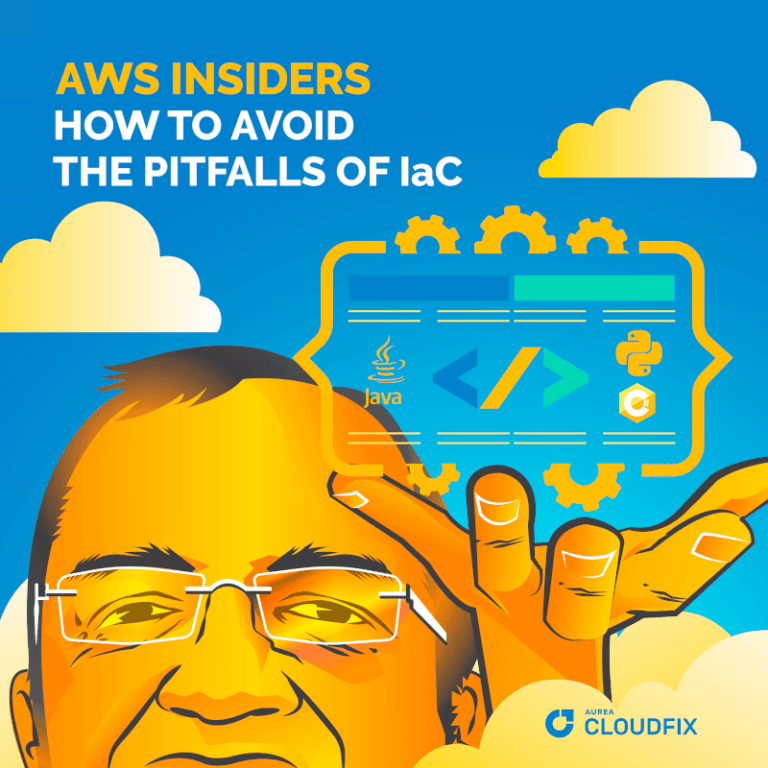 AWS INSIDERS
HOW TO AVOID
THE PITFALLS OF IaC
</>
Java
AUREA
CLOUDFIX